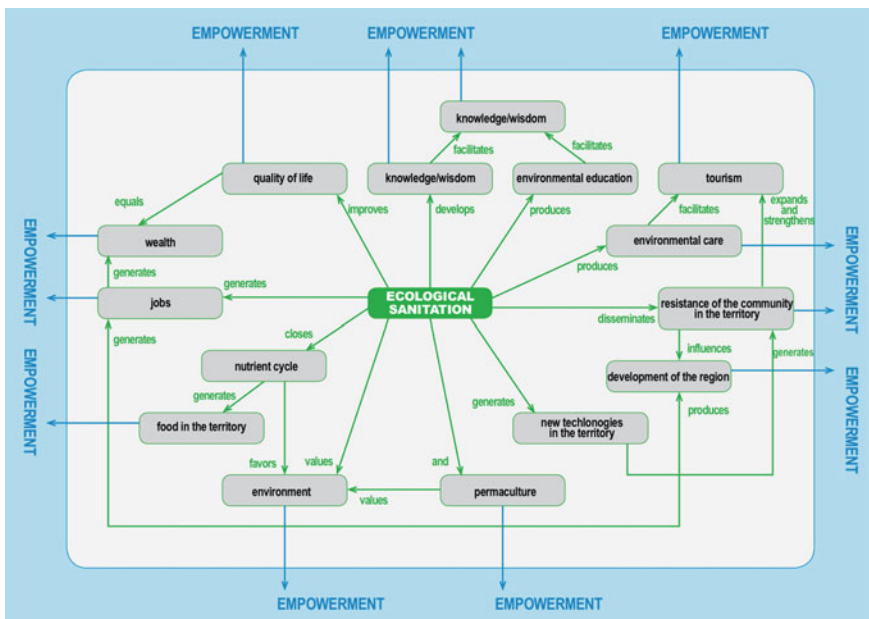 EMPOWERMENT
EMPOWERMENT
EMPOWERMENT
knowledge/wisdom
facilitates
facilitates
quality of life
knowledge/wisdom
environmental education
tourism
equals
improves
develops
produces
facilitates
expands
and
strengthens
EMPOWERMENT
wealth
environmental care
EMPOWERMENT
generates
produces
jobs
generates
ECOLOGICAL
SANITATION
resistance of the community
in the territory
disseminates
generates
closes
influences
generates
EMPOWERMENT
nutrient cycle
development of the region
EMPOWERMENT
generates
generates
produces
food in the territory
new techlonogies
in the territory
favors
values
and
environment
values
permaculture
EMPOWERMENT
EMPOWERMENT